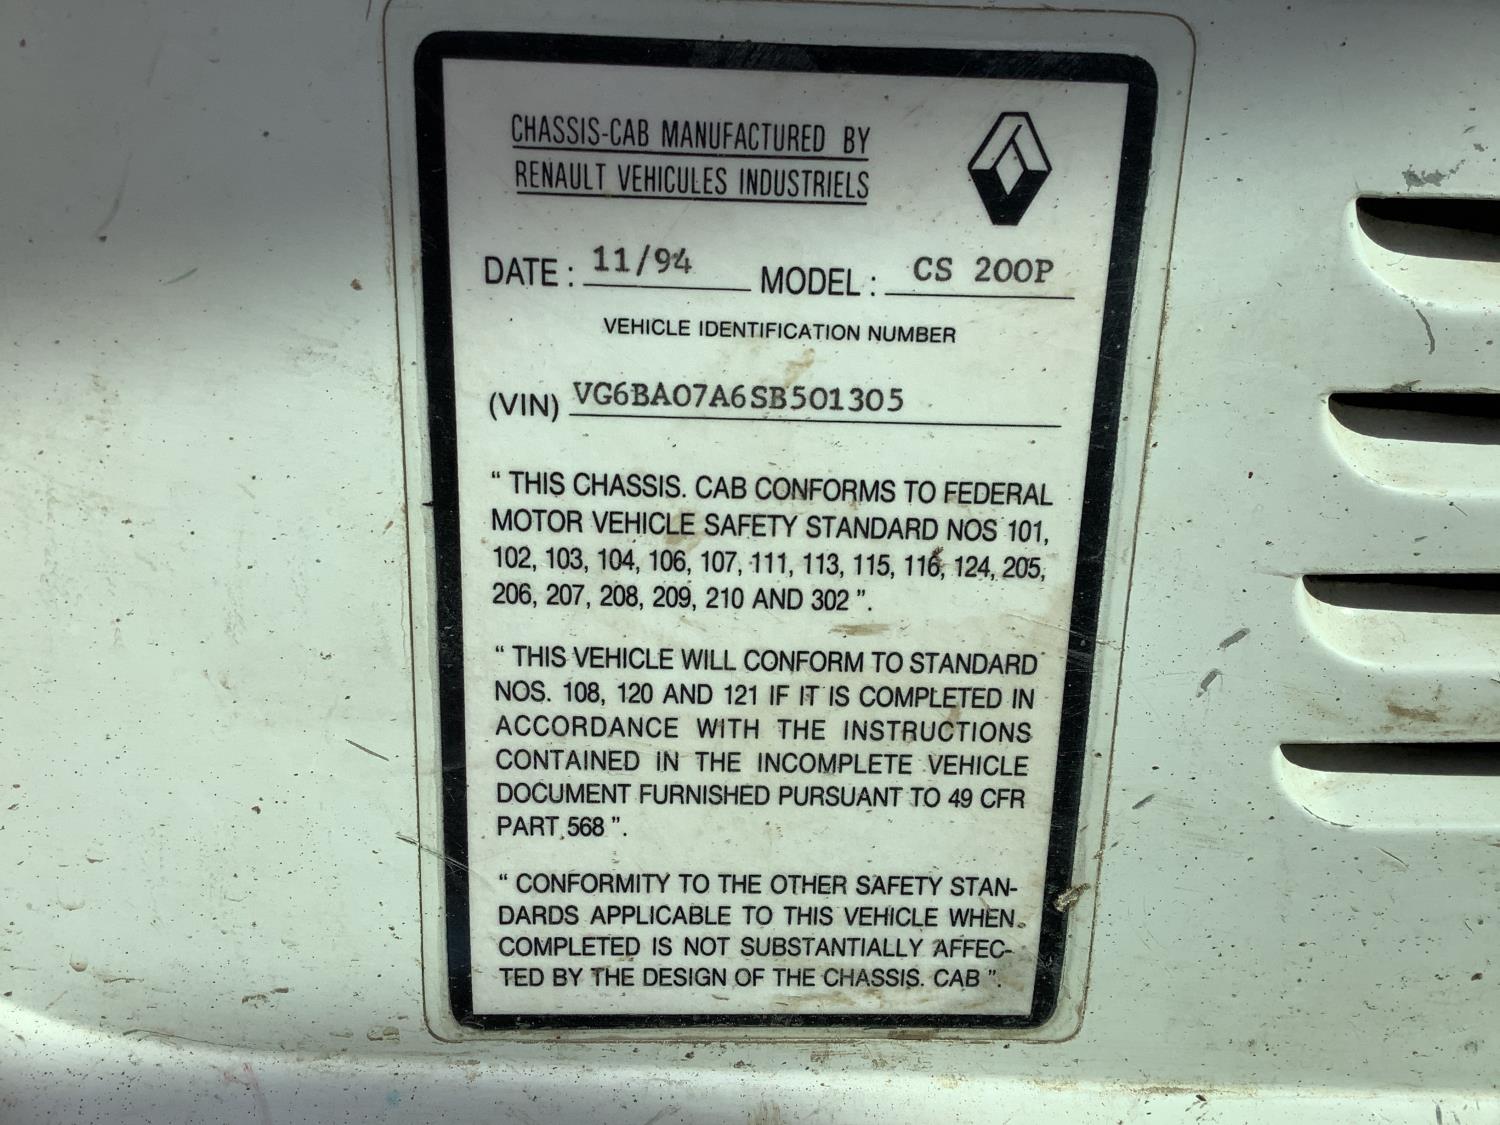 CHASSIS-CAB MANUFACTURED BY
RENAULT VEHICULES INDUSTRIELS
DATE : 11/94 MODEL : CS 200P
VEHICLE IDENTIFICATION NUMBER
(VIN) VG6BA07A6SB501305
“ THIS CHASSIS. CAB CONFORMS TO FEDERAL
MOTOR VEHICLE SAFETY STANDARD NOS 101,
102, 103, 104, 106, 107, 111, 113, 115, 116, 124, 205,
206, 207, 208, 209, 210 AND 302 ”.
“ THIS VEHICLE WILL CONFORM TO STANDARD
NOS. 108, 120 AND 121 IF IT IS COMPLETED IN
ACCORDANCE WITH THE INSTRUCTIONS
CONTAINED IN THE INCOMPLETE VEHICLE
DOCUMENT FURNISHED PURSUANT TO 49 CFR
PART 568 ”.
“ CONFORMITY TO THE OTHER SAFETY STAN-
DARDS APPLICABLE TO THIS VEHICLE WHEN
COMPLETED IS NOT SUBSTANTIALLY AFFEC-
TED BY THE DESIGN OF THE CHASSIS. CAB ”.